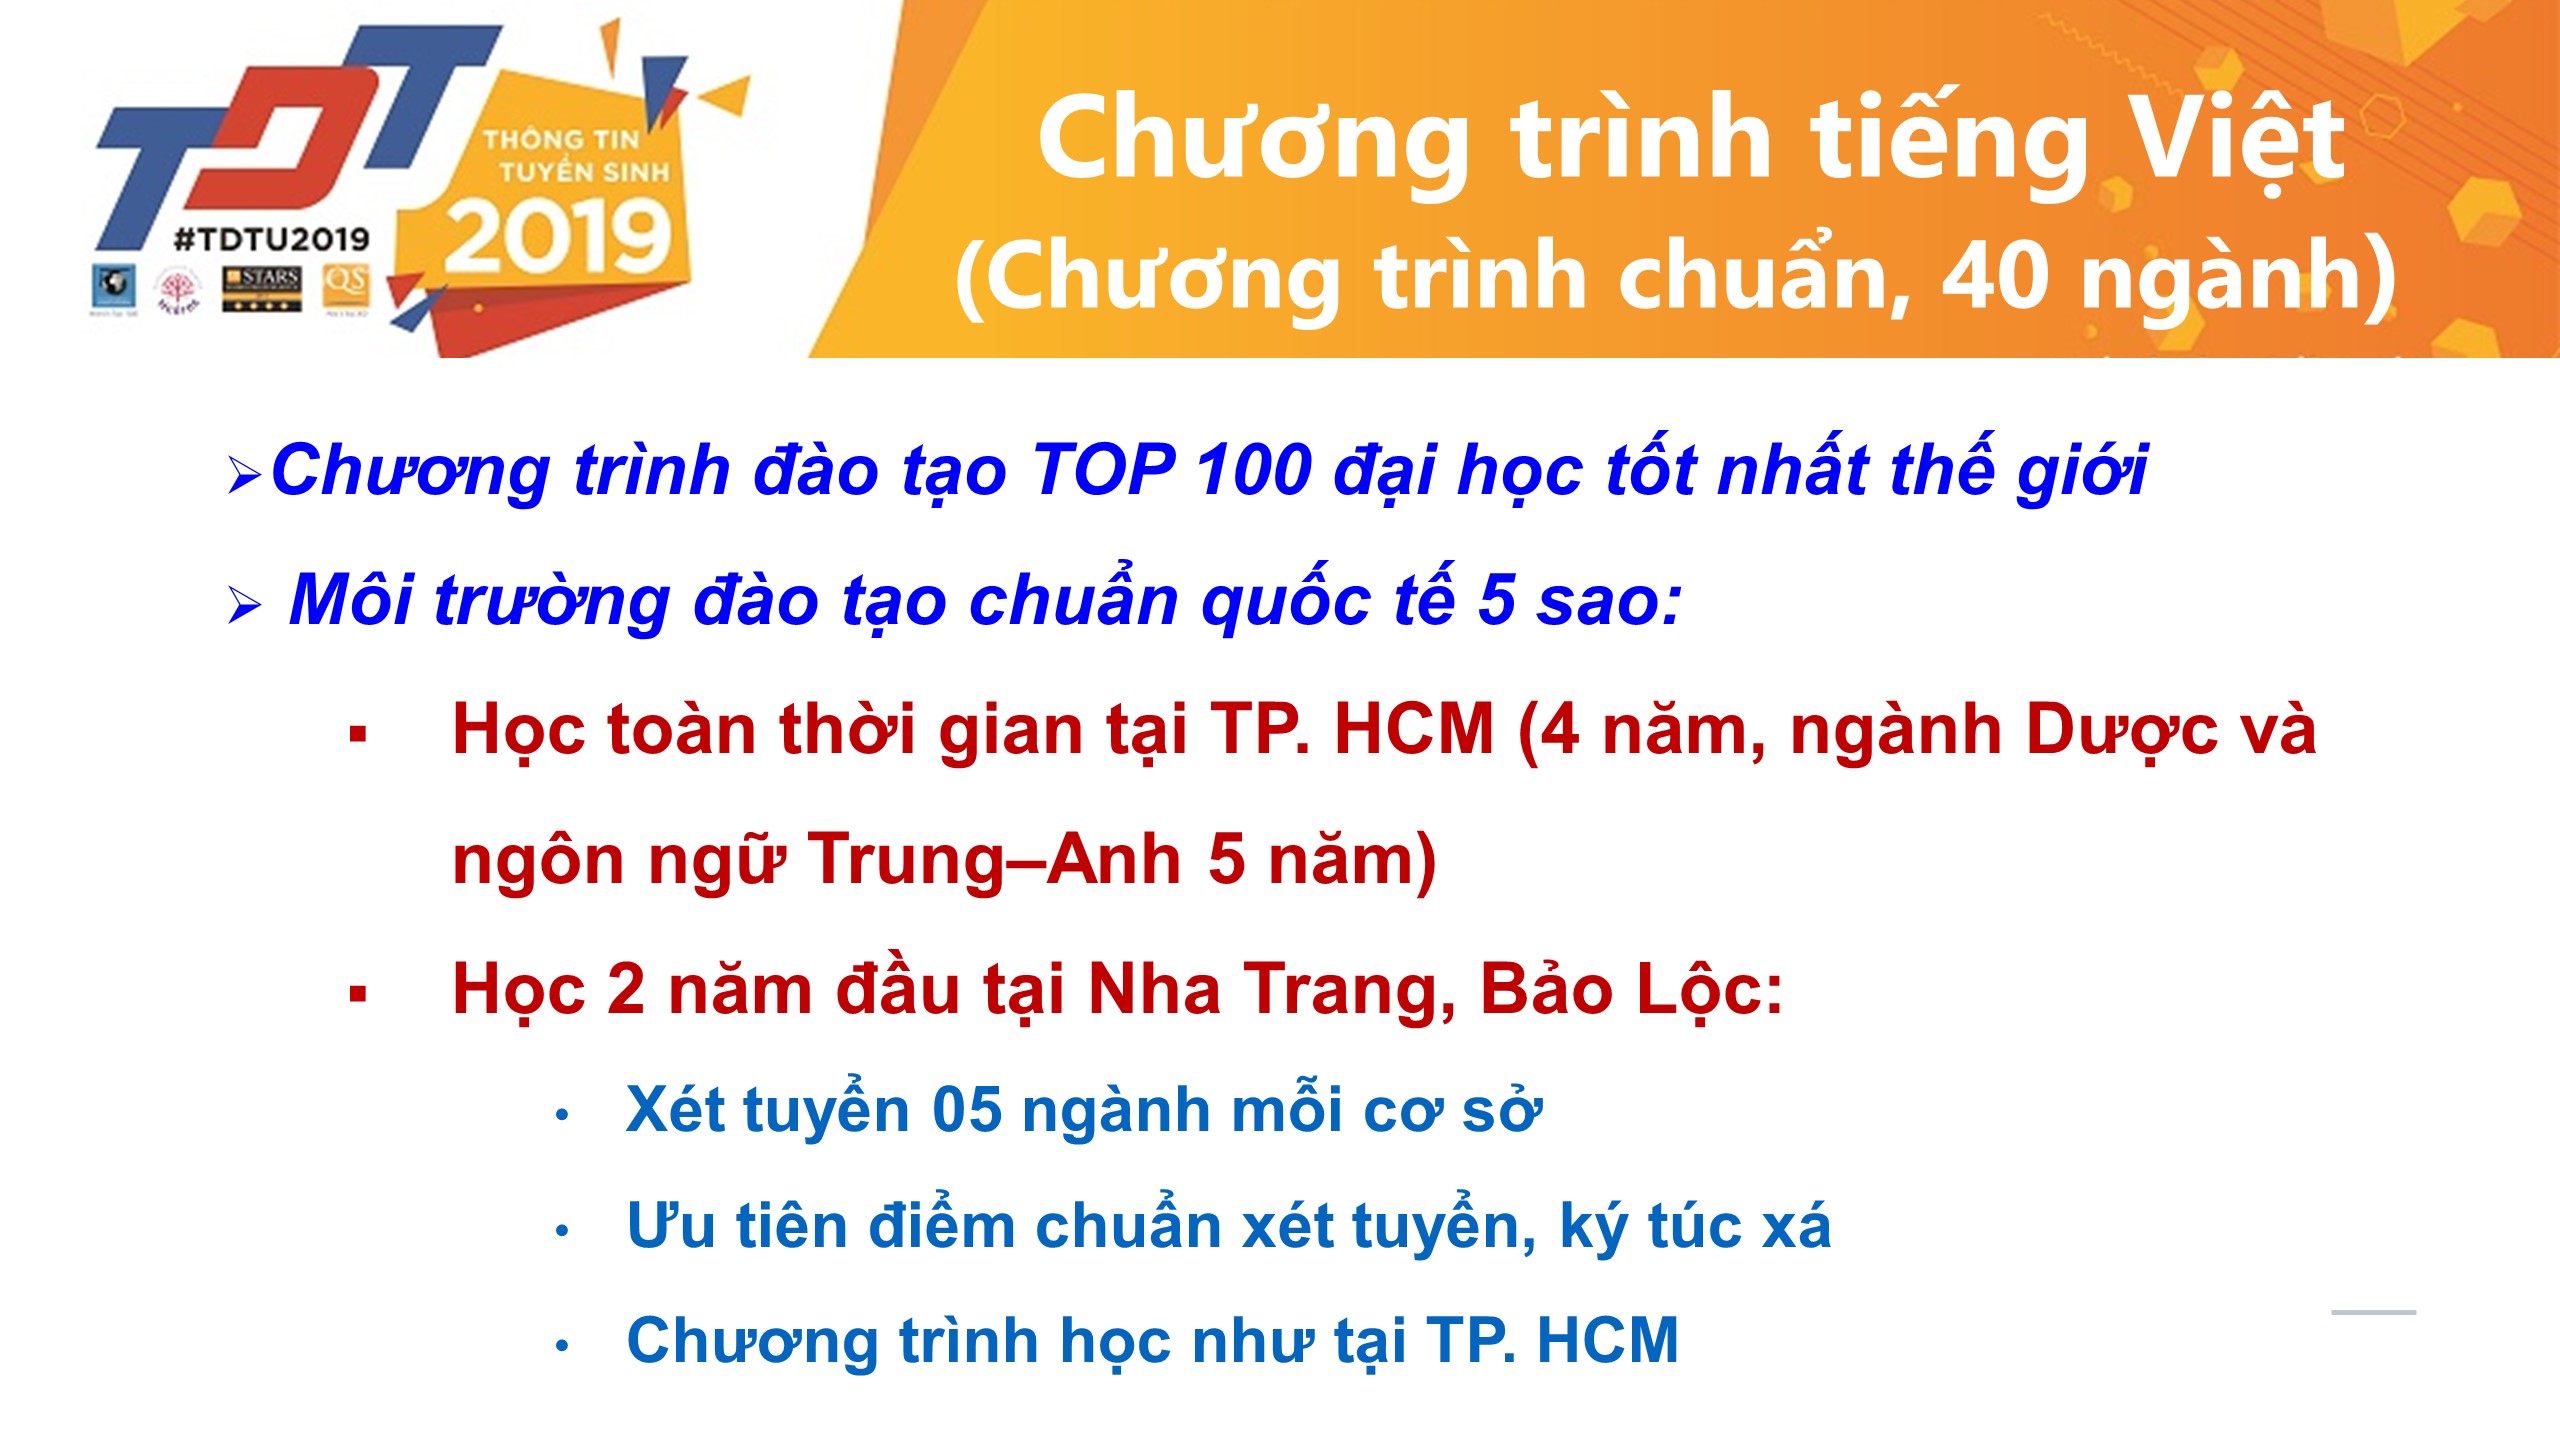 TDT
THÔNG TIN
TUYỂN SINH
2019
#TDTU2019
STARS
QS
Chương trình tiếng Việt
(Chương trình chuẩn, 40 ngành)
➢Chương trình đào tạo TOP 100 đại học tốt nhất thế giới
➢ Môi trường đào tạo chuẩn quốc tế 5 sao:
▪ Học toàn thời gian tại TP. HCM (4 năm, ngành Dược và
ngôn ngữ Trung–Anh 5 năm)
▪ Học 2 năm đầu tại Nha Trang, Bảo Lộc:
• Xét tuyển 05 ngành mỗi cơ sở
• Ưu tiên điểm chuẩn xét tuyển, ký túc xá
• Chương trình học như tại TP. HCM